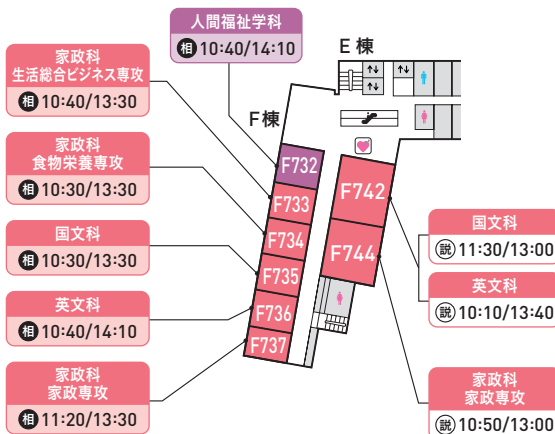 人間福祉学科
相 10:40/14:10
E棟
家政科
生活総合ビジネス専攻
相 10:40/13:30
F棟
家政科
食物栄養専攻
相 10:30/13:30
国文科
相 10:30/13:30
英文科
相 10:40/14:10
家政科
家政専攻
相 11:20/13:30
F732
F733
F734
F735
F736
F737
F742
F744
国文科
説 11:30/13:00
英文科
説 10:10/13:40
家政科
家政専攻
説 10:50/13:00